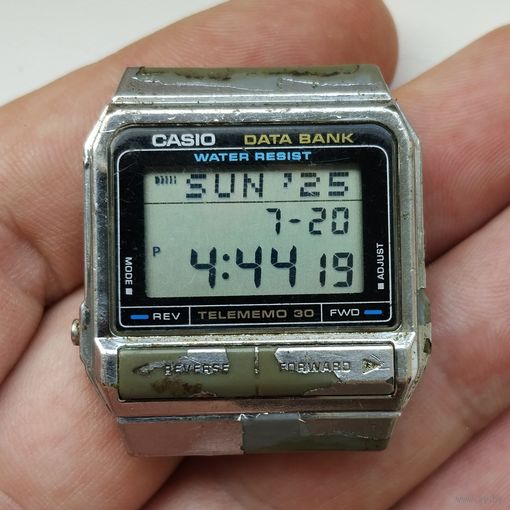 CASIO DATA BANK
WATER RESIST
SUN '25
7-20
P 4:44 19
MODE
ADJUST
REV TELEMEMO 30 FWD
REVERSE FORWARD